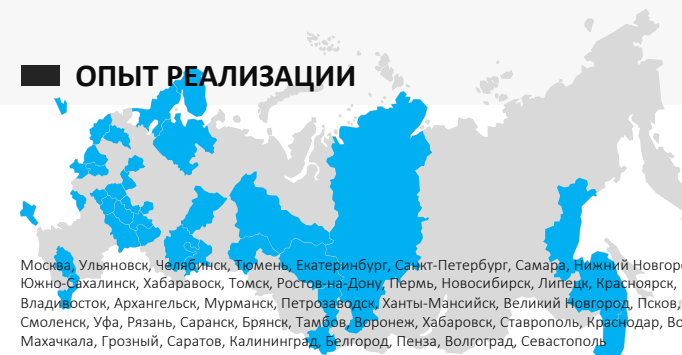 ОПЫТ РЕАЛИЗАЦИИ
Москва, Ульяновск, Челябинск, Тюмень, Екатеринбург, Санкт-Петербург, Самара, Нижний Новгоро
Южно-Сахалинск, Хабаравоск, Томск, Ростов-на-Дону, Пермь, Новосибирск, Липецк, Красноярск,
Владивосток, Архангельск, Мурманск, Петрозаводск, Ханты-Мансийск, Великий Новгород, Псков,
Смоленск, Уфа, Рязань, Саранск, Брянск, Тамбов, Воронеж, Хабаровск, Ставрополь, Краснодар, Во
Махачкала, Грозный, Саратов, Калининград, Белгород, Пенза, Волгоград, Севастополь